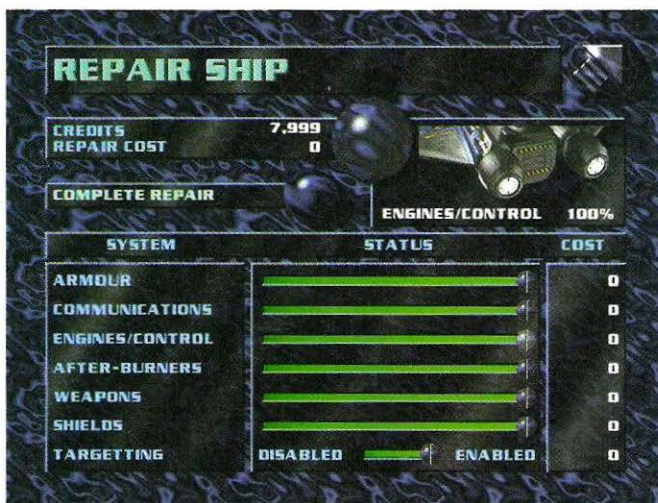 REPAIR SHIP
CREDITS 7,999
REPAIR COST 0
COMPLETE REPAIR
ENGINES/CONTROL 100%
SYSTEM STATUS COST
ARMOUR 0
COMMUNICATIONS 0
ENGINES/CONTROL 0
AFTER-BURNERS 0
WEAPONS 0
SHIELDS 0
TARGETTING DISABLED ENABLED 0